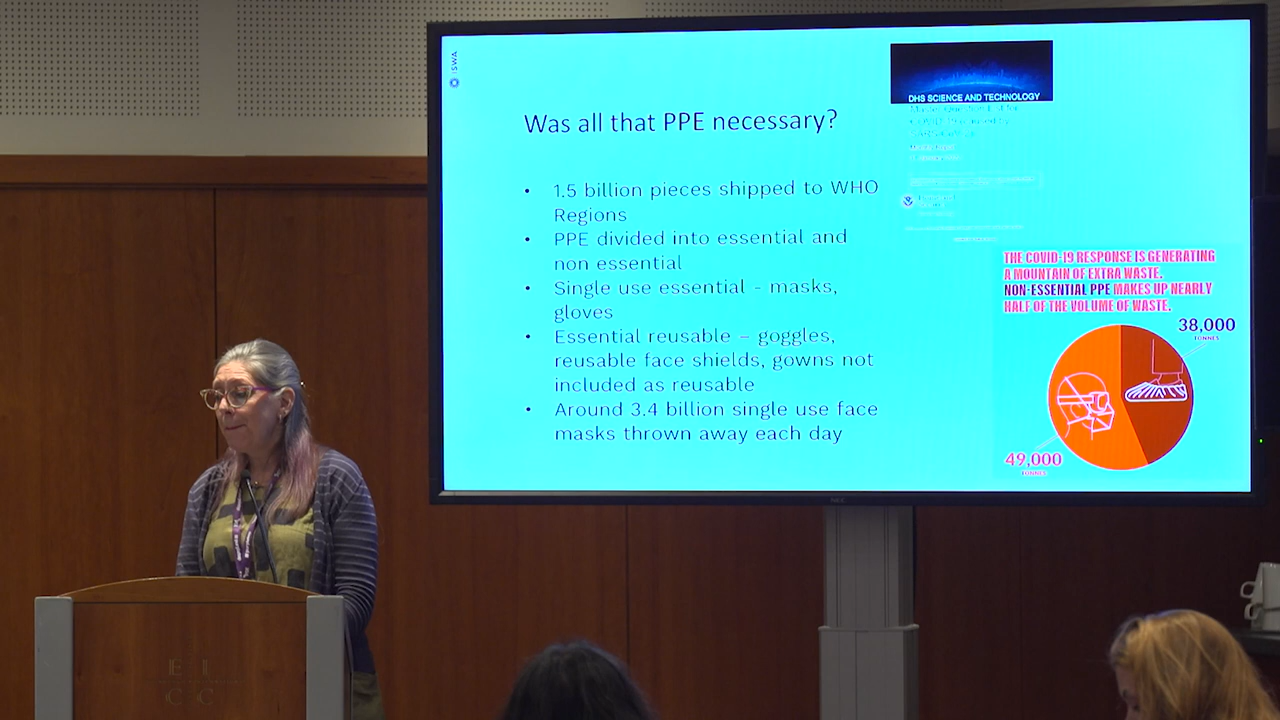 ISWA
Was all that PPE necessary?
• 1.5 billion pieces shipped to WHO
Regions
• PPE divided into essential and
non essential
• Single use essential - masks,
gloves
• Essential reusable – goggles,
reusable face shields, gowns not
included as reusable
• Around 3.4 billion single use face
masks thrown away each day
DHS SCIENCE AND TECHNOLOGY
THE COVID-19 RESPONSE IS GENERATING
A MOUNTAIN OF EXTRA WASTE.
NON-ESSENTIAL PPE MAKES UP NEARLY
HALF OF THE VOLUME OF WASTE.
38,000
TONNES
49,000
TONNES
NEC
E I
C C